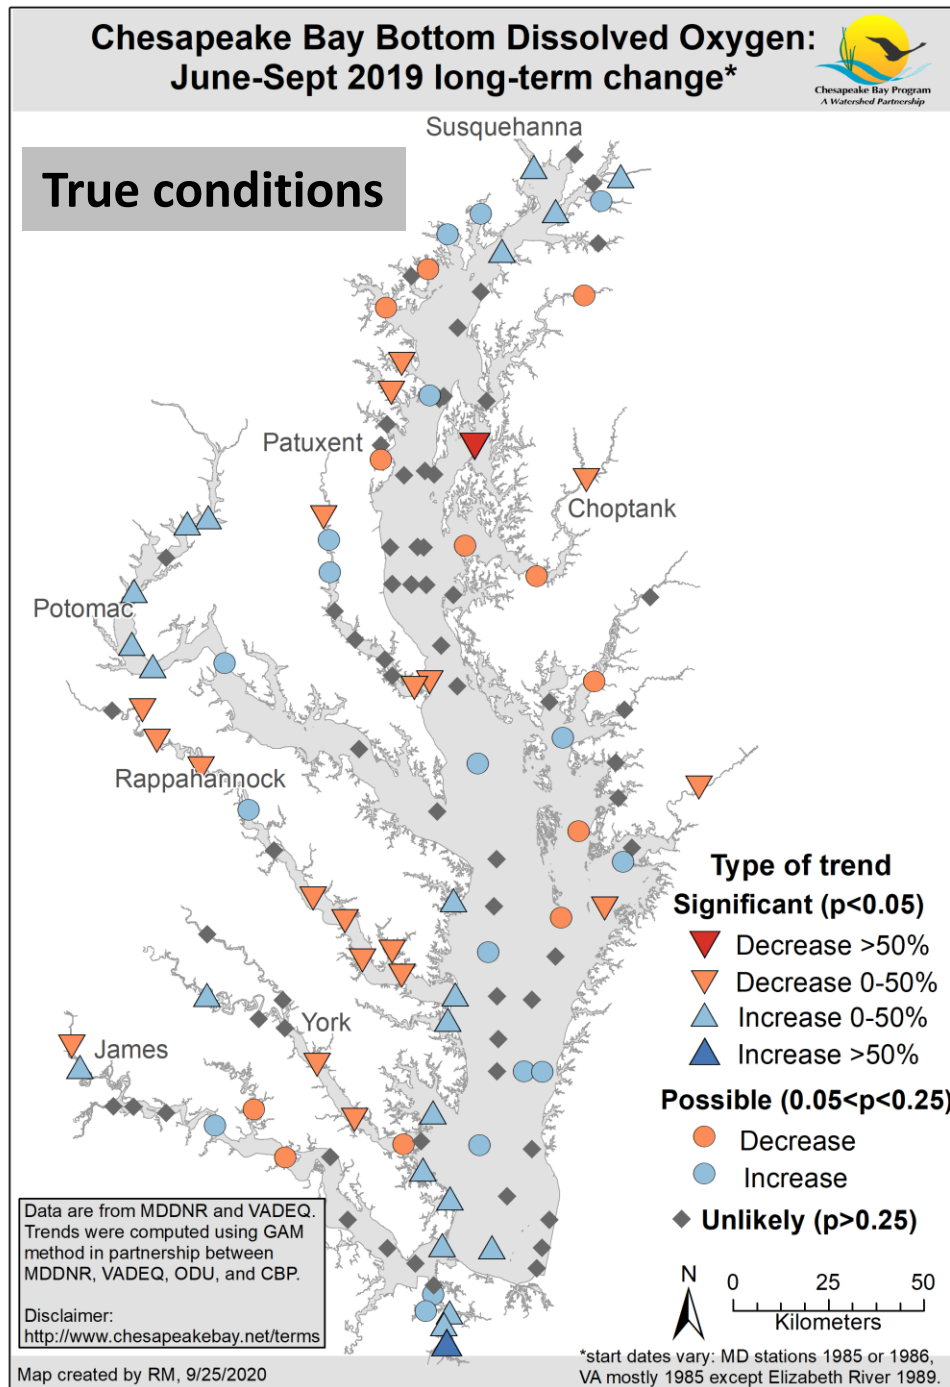 Chesapeake Bay Bottom Dissolved Oxygen:
June-Sept 2019 long-term change*
Chesapeake Bay Program
A Watershed Partnership
True conditions
Susquehanna
Patuxent
Choptank
Potomac
Rappahannock
York
James
Type of trend
Significant (p<0.05)
Decrease >50%
Decrease 0-50%
Increase 0-50%
Increase >50%
Possible (0.05<p<0.25)
Decrease
Increase
Unlikely (p>0.25)
Data are from MDDNR and VADEQ.
Trends were computed using GAM
method in partnership between
MDDNR, VADEQ, ODU, and CBP.
Disclaimer:
http://www.chesapeakebay.net/terms
N
0 25 50
Kilometers
Map created by RM, 9/25/2020
*start dates vary: MD stations 1985 or 1986,
VA mostly 1985 except Elizabeth River 1989.